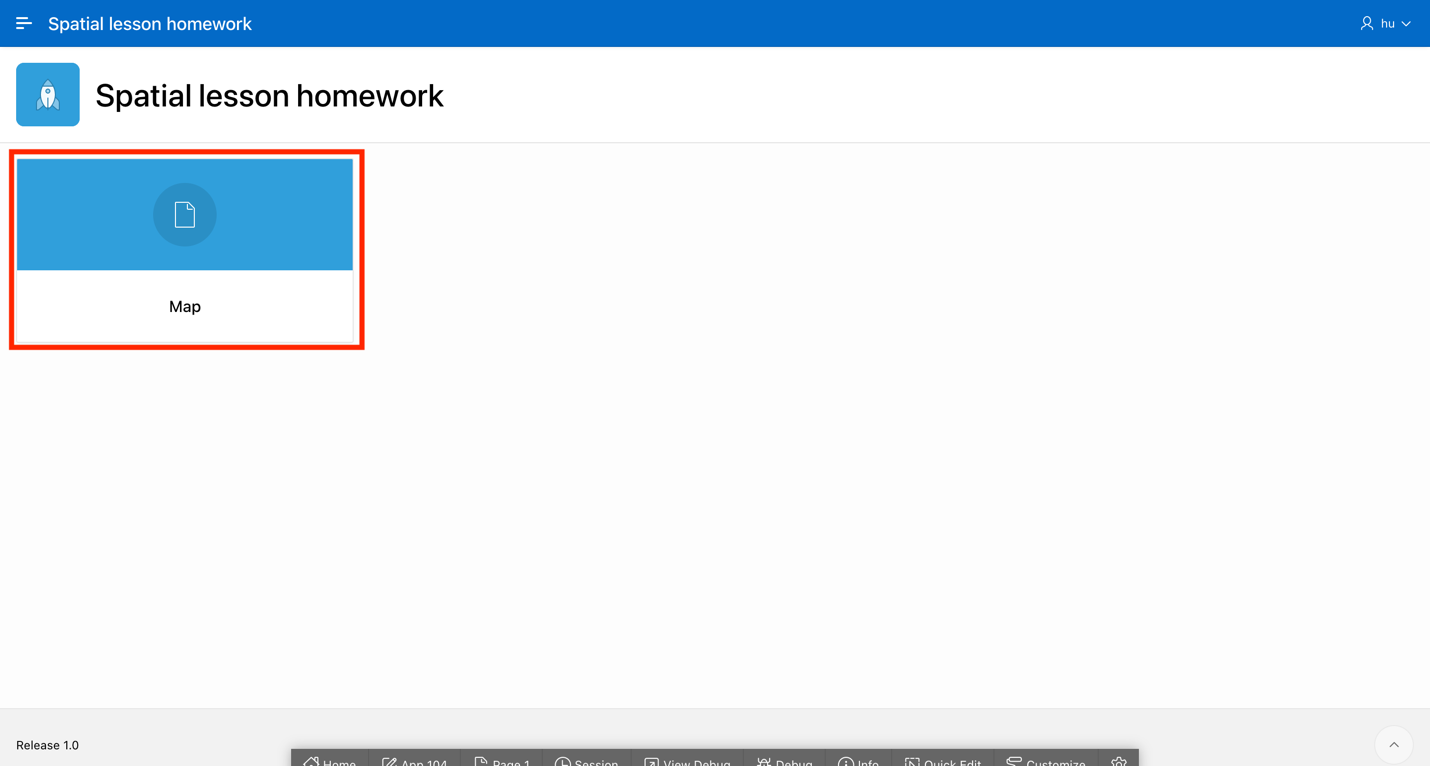 Spatial lesson homework
hu
Spatial lesson homework
Map
Release 1.0
Home App 104 Page 1 Session View Debug Debug Info Quick Edit Customize